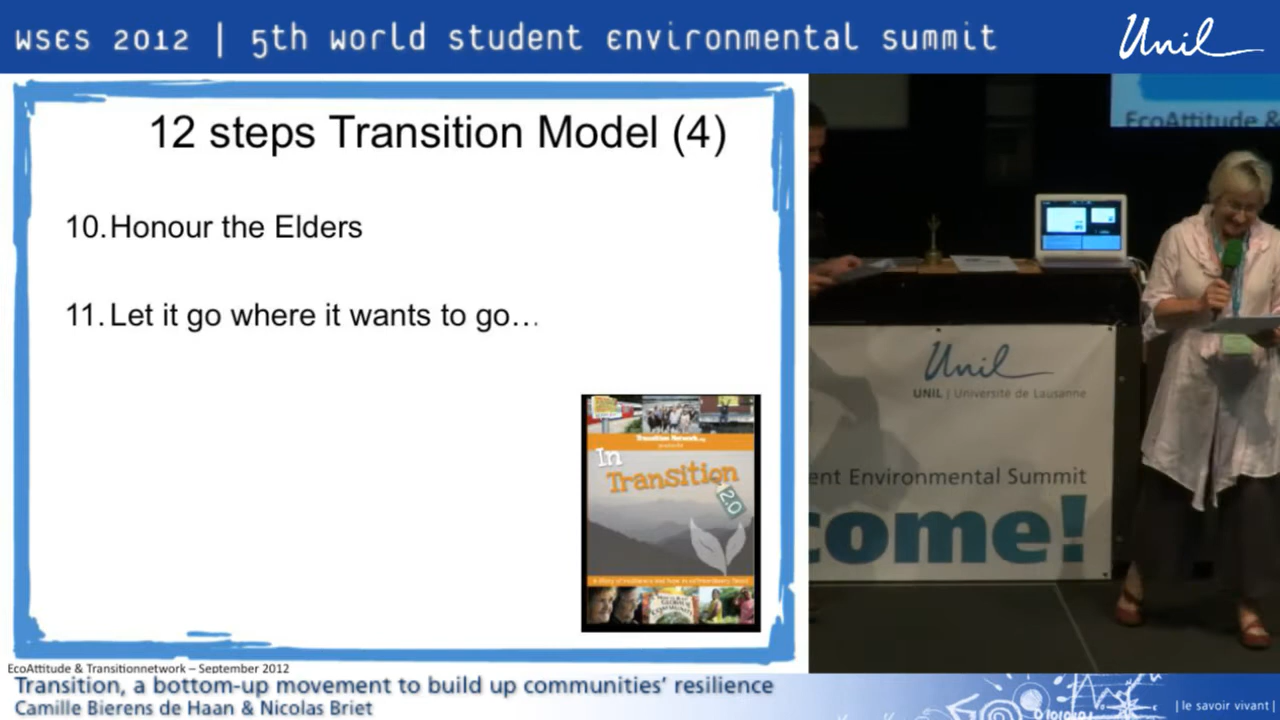 WSES 2012 | 5th world student environmental summit
Unil
12 steps Transition Model (4)
10. Honour the Elders
11. Let it go where it wants to go…
Transition Network.org
In
Transition
2.0
EcoAttitude & Transitionnetwork – September 2012
Transition, a bottom-up movement to build up communities' resilience
Camille Bierens de Haan & Nicolas Briet
EcoAttitude &
Unil
UNIL | Université de Lausanne
ent Environmental Summit
come!
| le savoir vivant |